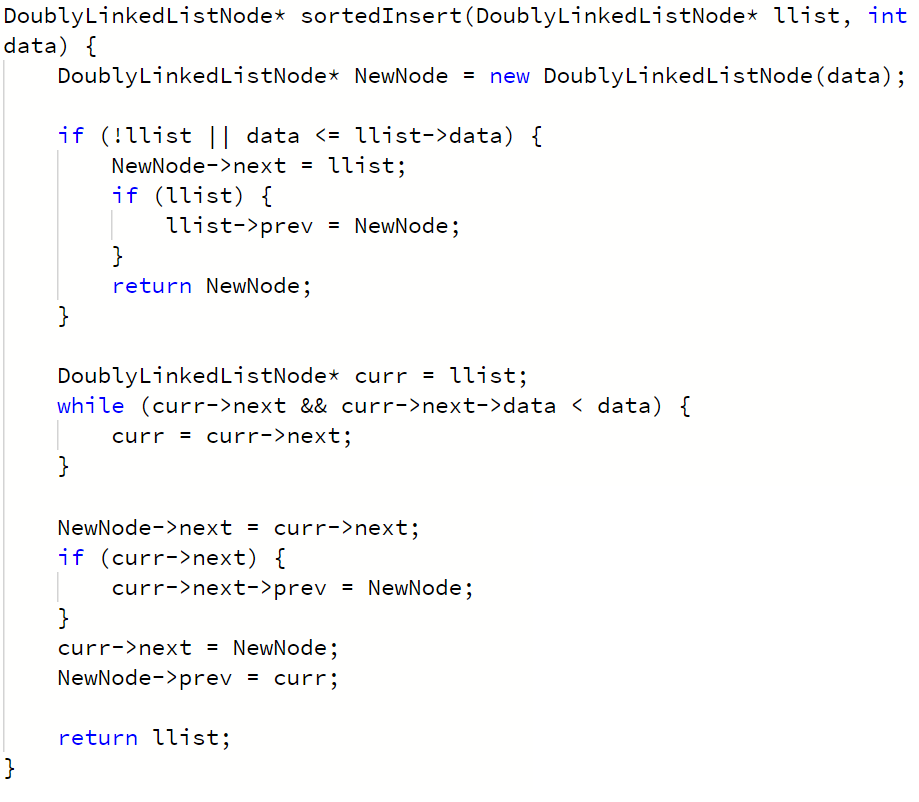 DoublyLinkedListNode* sortedInsert(DoublyLinkedListNode* llist, int
data) {
    DoublyLinkedListNode* NewNode = new DoublyLinkedListNode(data);

    if (!llist || data <= llist->data) {
        NewNode->next = llist;
        if (llist) {
            llist->prev = NewNode;
        }
        return NewNode;
    }

    DoublyLinkedListNode* curr = llist;
    while (curr->next && curr->next->data < data) {
        curr = curr->next;
    }

    NewNode->next = curr->next;
    if (curr->next) {
        curr->next->prev = NewNode;
    }
    curr->next = NewNode;
    NewNode->prev = curr;

    return llist;
}